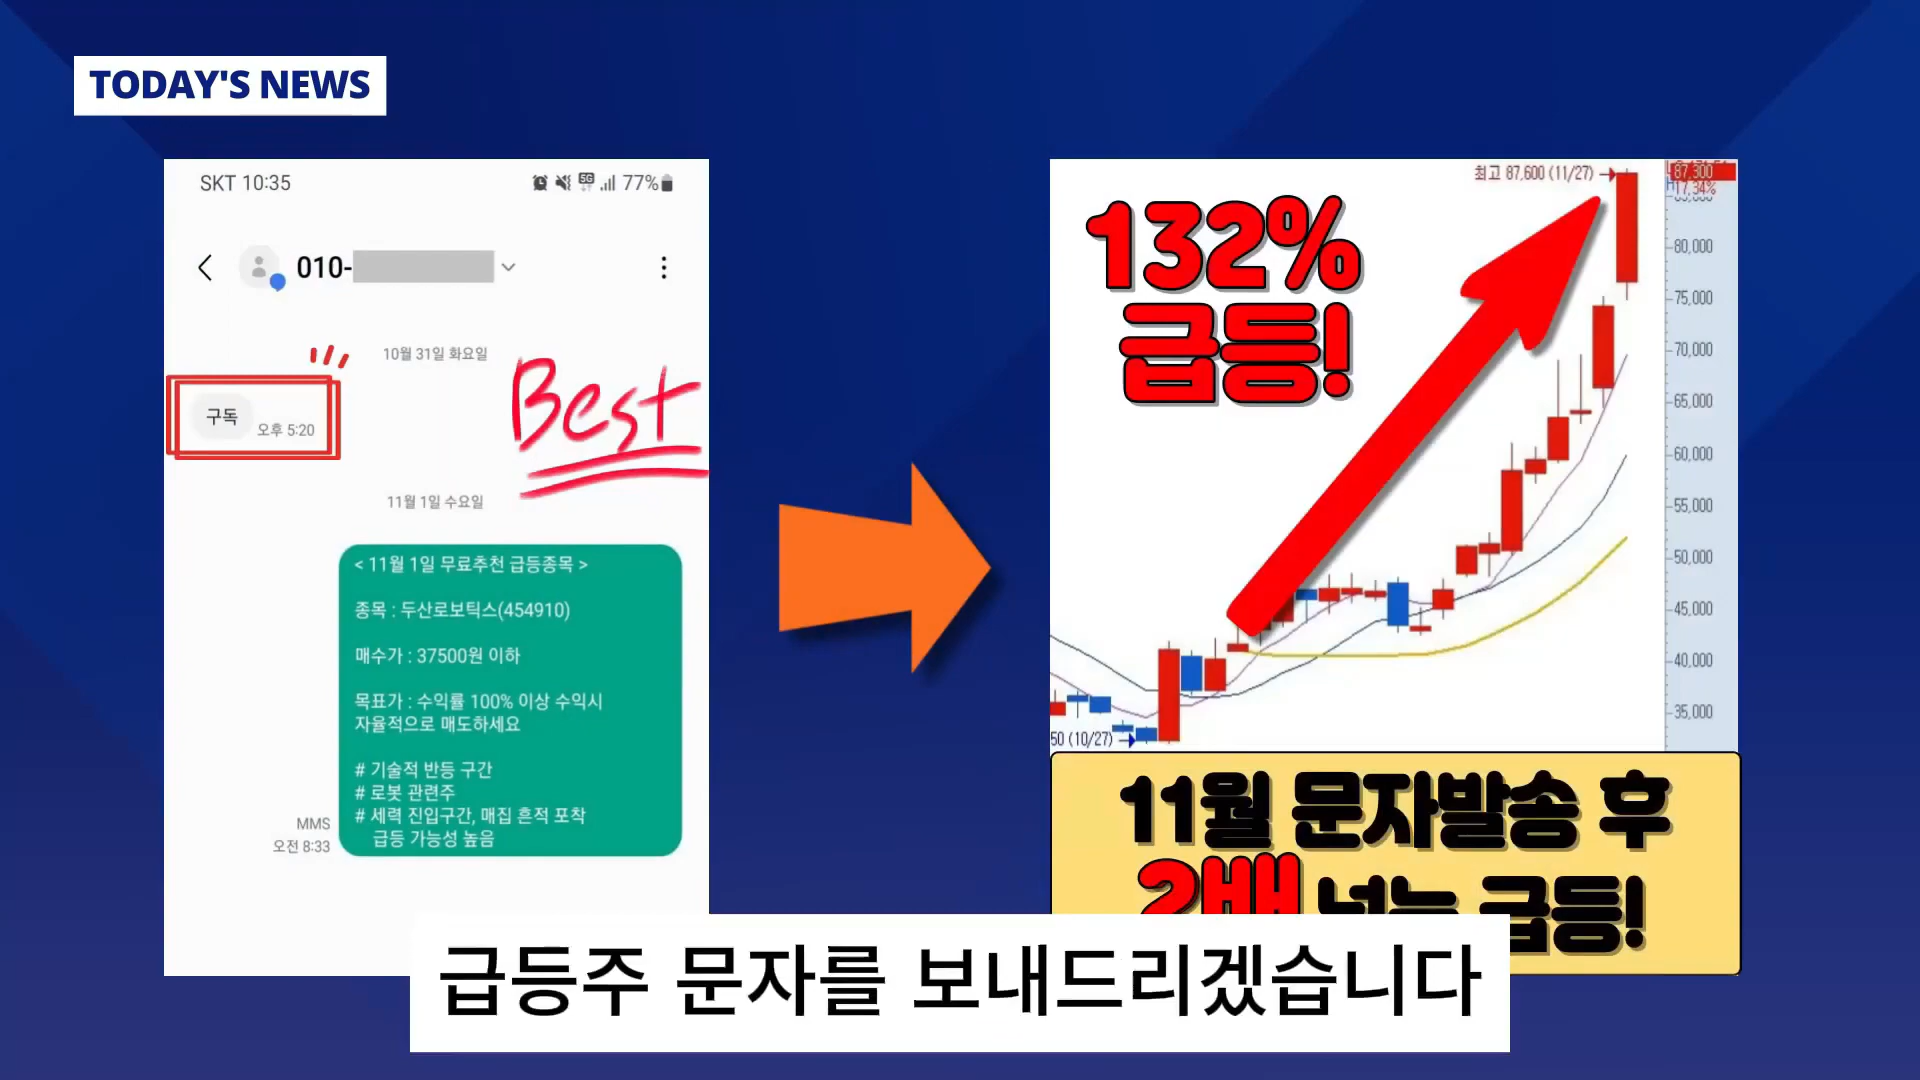 TODAY'S NEWS
SKT 10:35
5G
77%
010-
10월 31일 화요일
구독
오후 5:20
Best
11월 1일 수요일
< 11월 1일 무료추천 급등종목 >
종목 : 두산로보틱스(454910)
매수가 : 37500원 이하
목표가 : 수익률 100% 이상 수익시
자율적으로 매도하세요
# 기술적 반등 구간
# 로봇 관련주
# 세력 진입구간, 매집 흔적 포착
급등 가능성 높음
MMS
오전 8:33
132%
급등!
최고 87,600 (11/27)
87,300
17.34%
80,000
75,000
70,000
65,000
60,000
55,000
50,000
45,000
40,000
35,000
50 (10/27)
11월 문자발송 후
2배 넘는 급등!
급등주 문자를 보내드리겠습니다